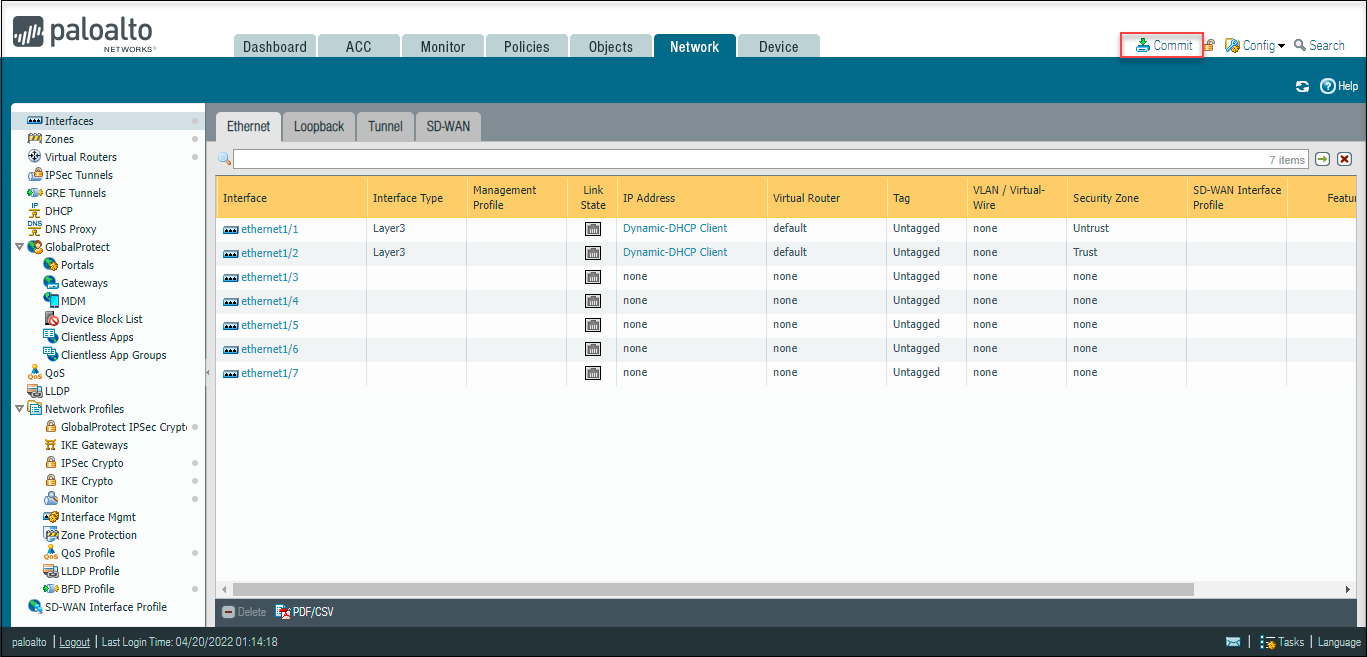 paloalto
NETWORKS®
Dashboard ACC Monitor Policies Objects Network Device
Commit Config Search
Help
Interfaces
Zones
Virtual Routers
IPSec Tunnels
GRE Tunnels
IP DHCP
DNS DNS Proxy
GlobalProtect
Portals
Gateways
MDM
Device Block List
Clientless Apps
Clientless App Groups
QoS
LLDP
Network Profiles
GlobalProtect IPSec Crypt
IKE Gateways
IPSec Crypto
IKE Crypto
Monitor
Interface Mgmt
Zone Protection
QoS Profile
LLDP Profile
BFD Profile
SD-WAN Interface Profile
Ethernet Loopback Tunnel SD-WAN
7 items
Interface Interface Type Management Profile Link State IP Address Virtual Router Tag VLAN / Virtual-Wire Security Zone SD-WAN Interface Profile Featu
ethernet1/1 Layer3 Dynamic-DHCP Client default Untagged none Untrust
ethernet1/2 Layer3 Dynamic-DHCP Client default Untagged none Trust
ethernet1/3 none none Untagged none none
ethernet1/4 none none Untagged none none
ethernet1/5 none none Untagged none none
ethernet1/6 none none Untagged none none
ethernet1/7 none none Untagged none none
Delete PDF/CSV
paloalto | Logout | Last Login Time: 04/20/2022 01:14:18
| Tasks | Language